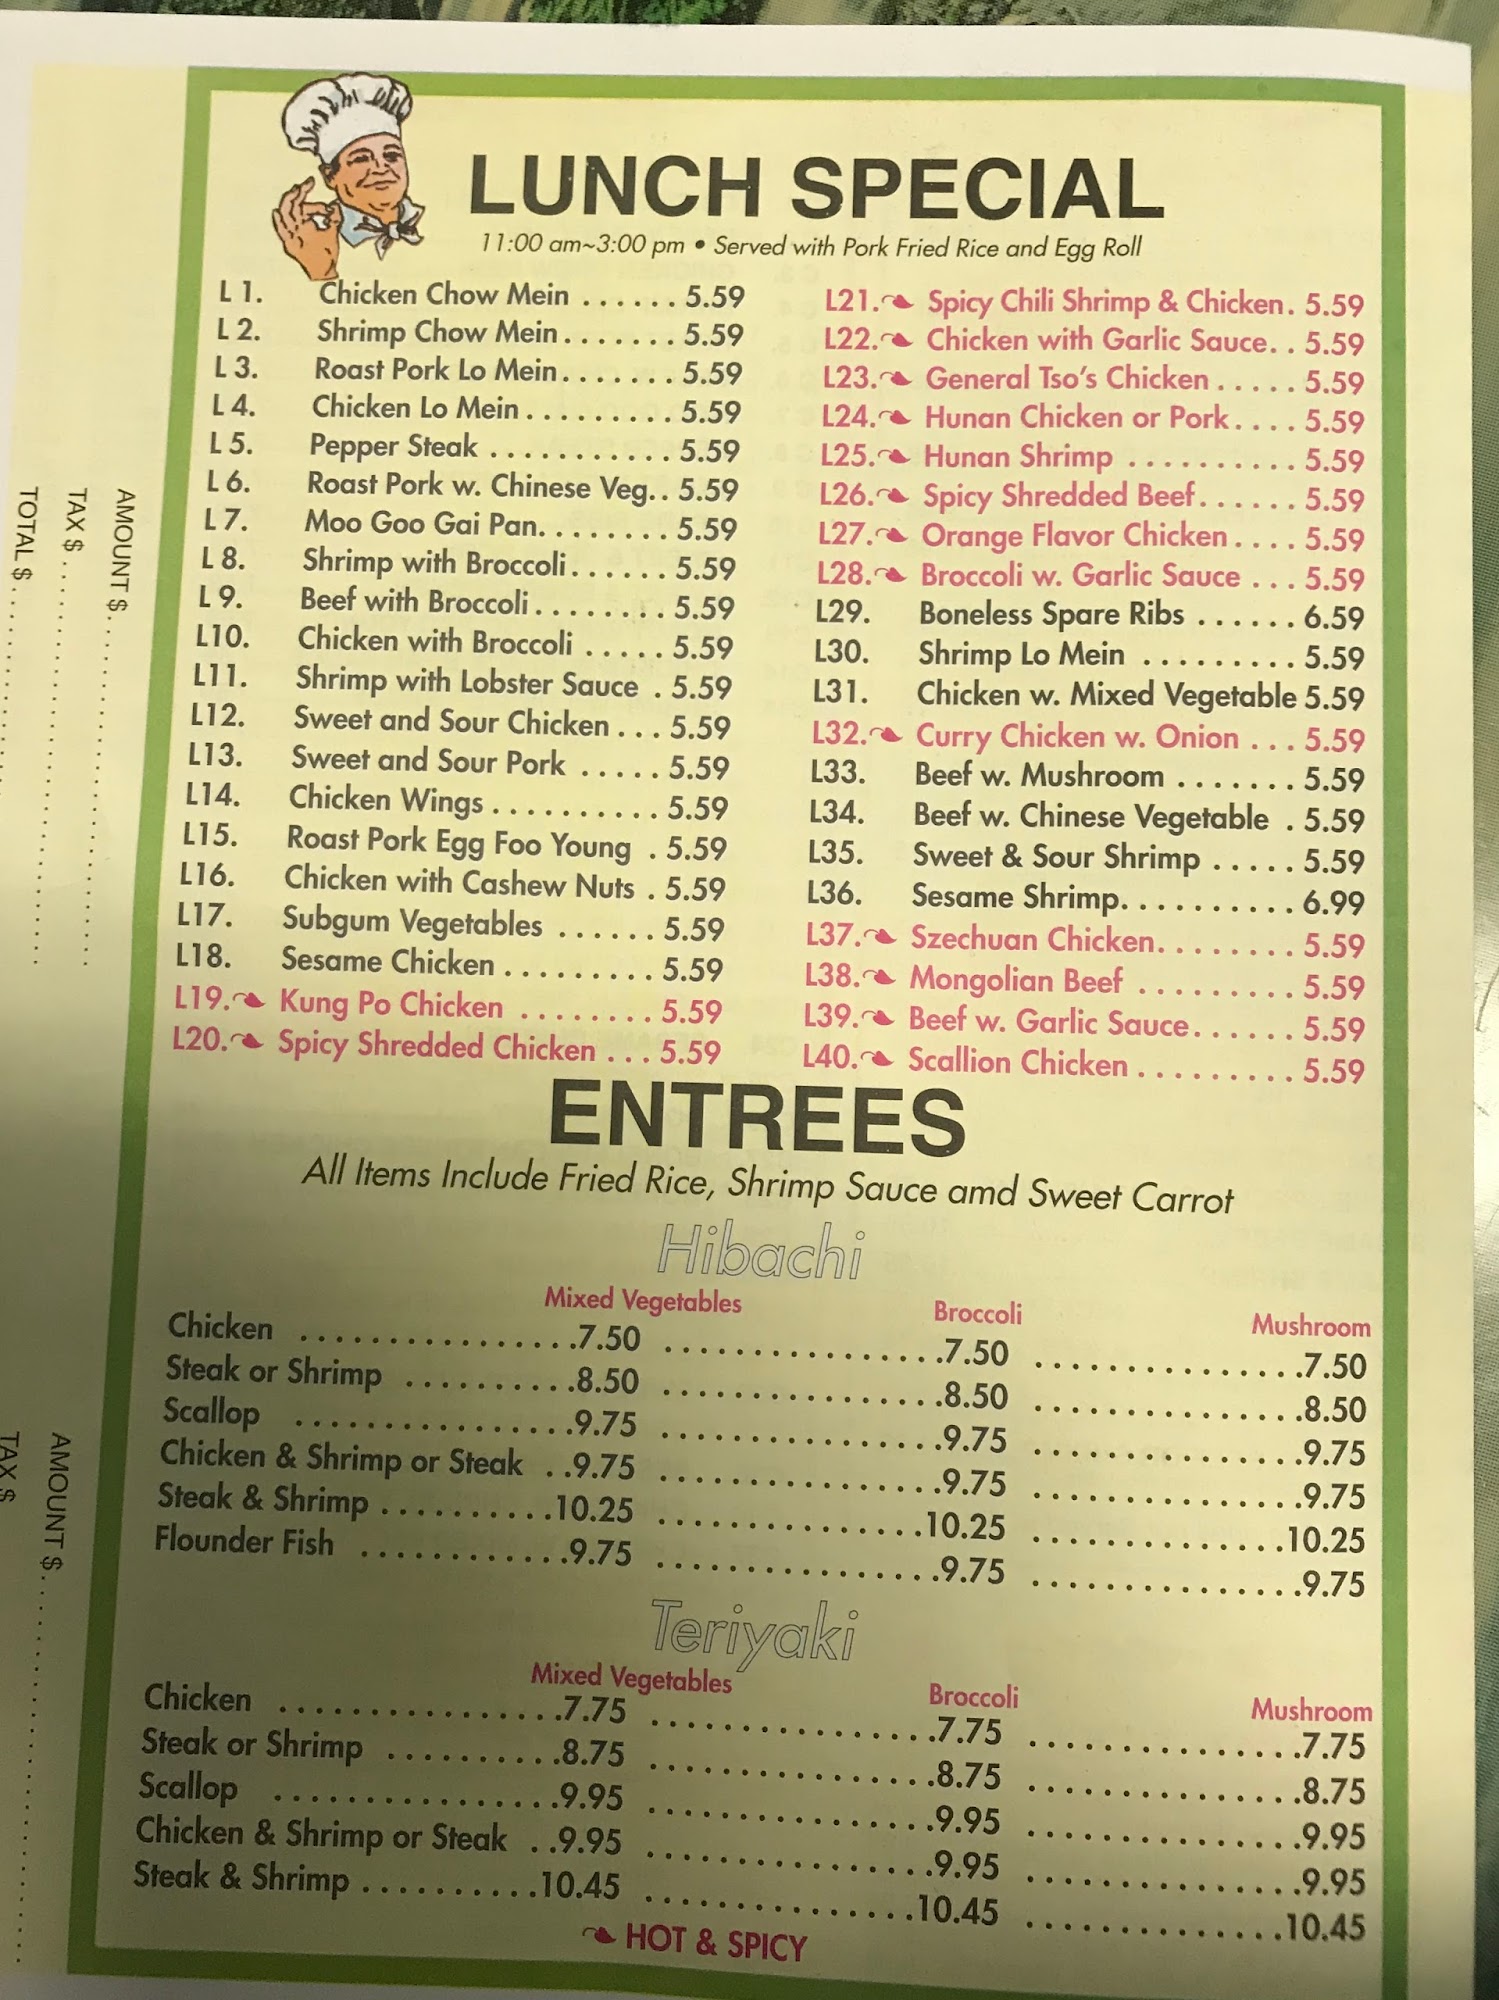 LUNCH SPECIAL
11:00 am~3:00 pm • Served with Pork Fried Rice and Egg Roll
L 1. Chicken Chow Mein ...... 5.59
L 2. Shrimp Chow Mein....... 5.59
L 3. Roast Pork Lo Mein....... 5.59
L 4. Chicken Lo Mein......... 5.59
L 5. Pepper Steak ........... 5.59
L 6. Roast Pork w. Chinese Veg.. 5.59
L 7. Moo Goo Gai Pan........ 5.59
L 8. Shrimp with Broccoli...... 5.59
L 9. Beef with Broccoli........ 5.59
L10. Chicken with Broccoli ..... 5.59
L11. Shrimp with Lobster Sauce . 5.59
L12. Sweet and Sour Chicken ... 5.59
L13. Sweet and Sour Pork ..... 5.59
L14. Chicken Wings.......... 5.59
L15. Roast Pork Egg Foo Young . 5.59
L16. Chicken with Cashew Nuts . 5.59
L17. Subgum Vegetables ...... 5.59
L18. Sesame Chicken ......... 5.59
L19. Kung Po Chicken ........ 5.59
L20. Spicy Shredded Chicken ... 5.59
L21. Spicy Chili Shrimp & Chicken. 5.59
L22. Chicken with Garlic Sauce.. 5.59
L23. General Tso's Chicken ..... 5.59
L24. Hunan Chicken or Pork.... 5.59
L25. Hunan Shrimp .......... 5.59
L26. Spicy Shredded Beef...... 5.59
L27. Orange Flavor Chicken .... 5.59
L28. Broccoli w. Garlic Sauce ... 5.59
L29. Boneless Spare Ribs ...... 6.59
L30. Shrimp Lo Mein ......... 5.59
L31. Chicken w. Mixed Vegetable 5.59
L32. Curry Chicken w. Onion ... 5.59
L33. Beef w. Mushroom ....... 5.59
L34. Beef w. Chinese Vegetable . 5.59
L35. Sweet & Sour Shrimp ..... 5.59
L36. Sesame Shrimp.......... 6.99
L37. Szechuan Chicken........ 5.59
L38. Mongolian Beef ......... 5.59
L39. Beef w. Garlic Sauce...... 5.59
L40. Scallion Chicken ......... 5.59
ENTREES
All Items Include Fried Rice, Shrimp Sauce amd Sweet Carrot
Hibachi
Mixed Vegetables Broccoli Mushroom
Chicken ................7.50 ................7.50 ...............7.50
Steak or Shrimp ..........8.50 ................8.50 ...............8.50
Scallop ................9.75 ................9.75 ...............9.75
Chicken & Shrimp or Steak ..9.75 ................9.75 ...............9.75
Steak & Shrimp ..........10.25 ...............10.25 ..............10.25
Flounder Fish ............9.75 ................9.75 ...............9.75
Teriyaki
Mixed Vegetables Broccoli Mushroom
Chicken ................7.75 ................7.75 ...............7.75
Steak or Shrimp ..........8.75 ................8.75 ...............8.75
Scallop ................9.95 ................9.95 ...............9.95
Chicken & Shrimp or Steak ..9.95 ................9.95 ...............9.95
Steak & Shrimp ..........10.45 ...............10.45 ..............10.45
HOT & SPICY
AMOUNT $
TAX $
TOTAL $
AMOUNT $
TAX $